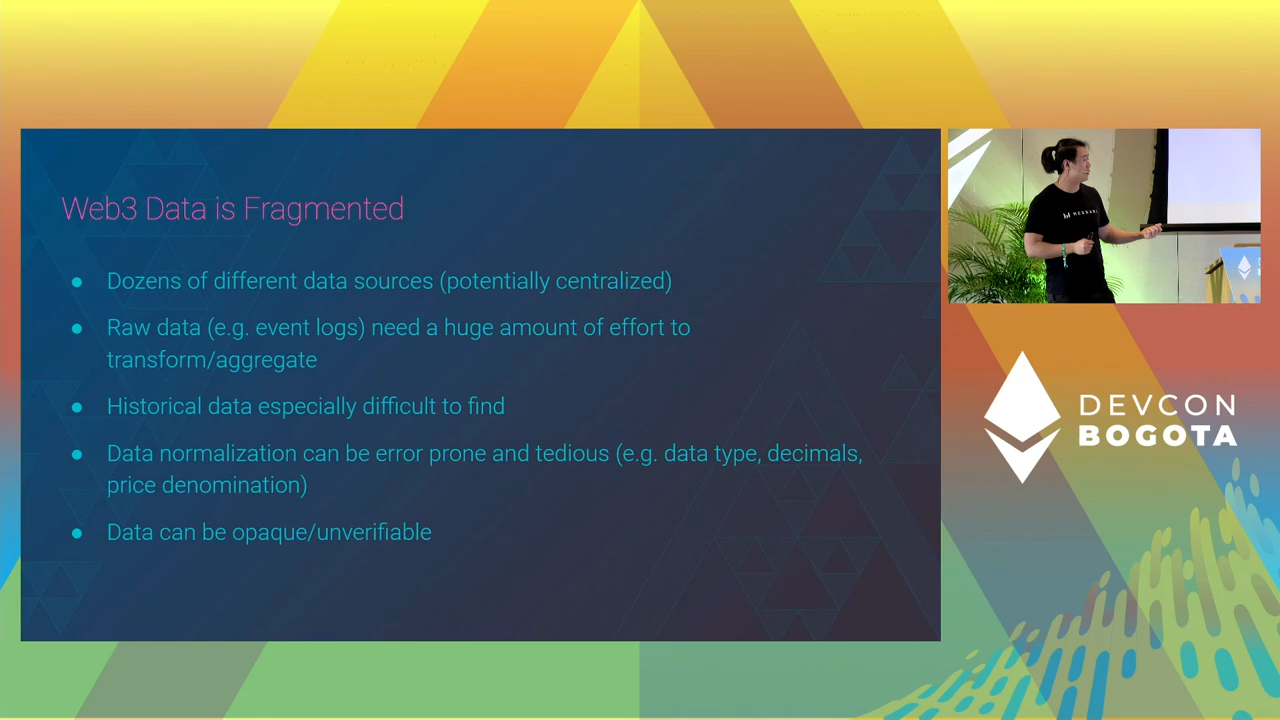 Web3 Data is Fragmented
● Dozens of different data sources (potentially centralized)
● Raw data (e.g. event logs) need a huge amount of effort to
transform/aggregate
● Historical data especially difficult to find
● Data normalization can be error prone and tedious (e.g. data type, decimals,
price denomination)
● Data can be opaque/unverifiable
MESSARI
DEVCON
BOGOTA